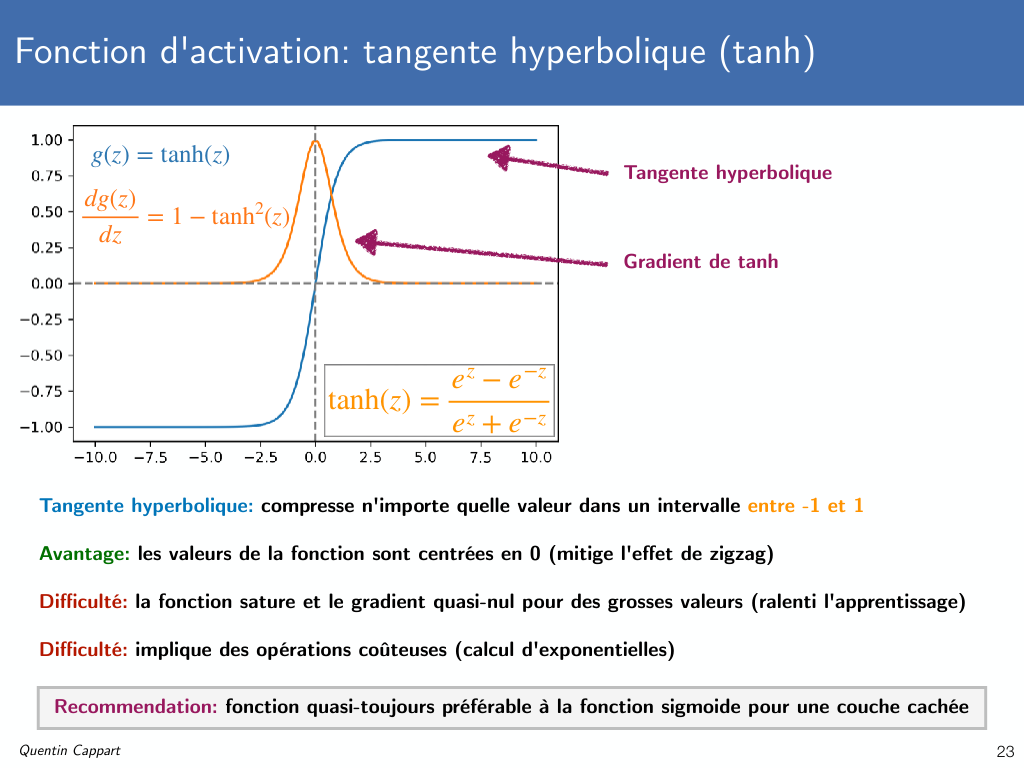 Fonction d'activation: tangente hyperbolique (tanh)
1.00
0.75
0.50
0.25
0.00
−0.25
−0.50
−0.75
−1.00
g(z) = tanh(z)
dg(z)/dz = 1 − tanh²(z)
Tangente hyperbolique
Gradient de tanh
tanh(z) = (e^z − e^−z)/(e^z + e^−z)
−10.0 −7.5 −5.0 −2.5 0.0 2.5 5.0 7.5 10.0
Tangente hyperbolique: compresse n'importe quelle valeur dans un intervalle entre -1 et 1
Avantage: les valeurs de la fonction sont centrées en 0 (mitige l'effet de zigzag)
Difficulté: la fonction sature et le gradient quasi-nul pour des grosses valeurs (ralenti l'apprentissage)
Difficulté: implique des opérations coûteuses (calcul d'exponentielles)
Recommendation: fonction quasi-toujours préférable à la fonction sigmoide pour une couche cachée
Quentin Cappart
23